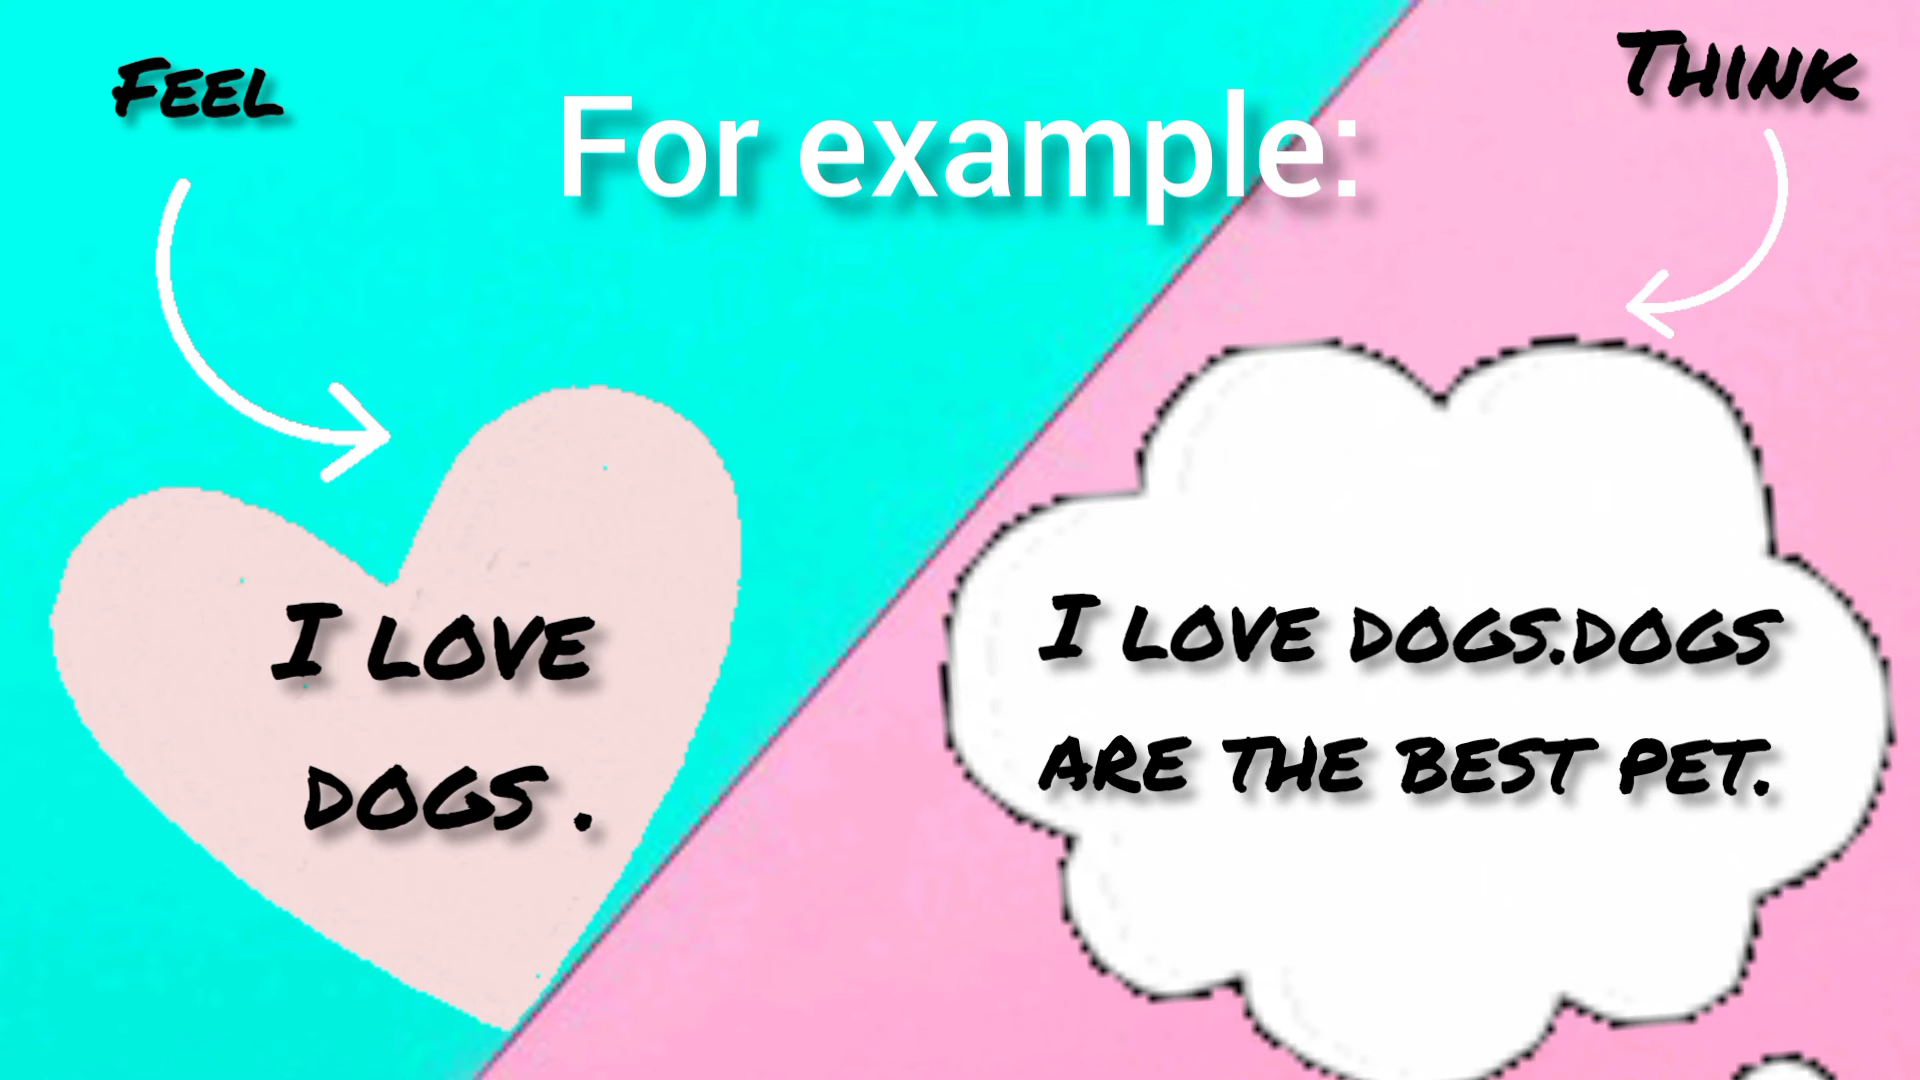 FEEL
For example:
THINK
I LOVE
DOGS .
I LOVE DOGS.DOGS
ARE THE BEST PET.